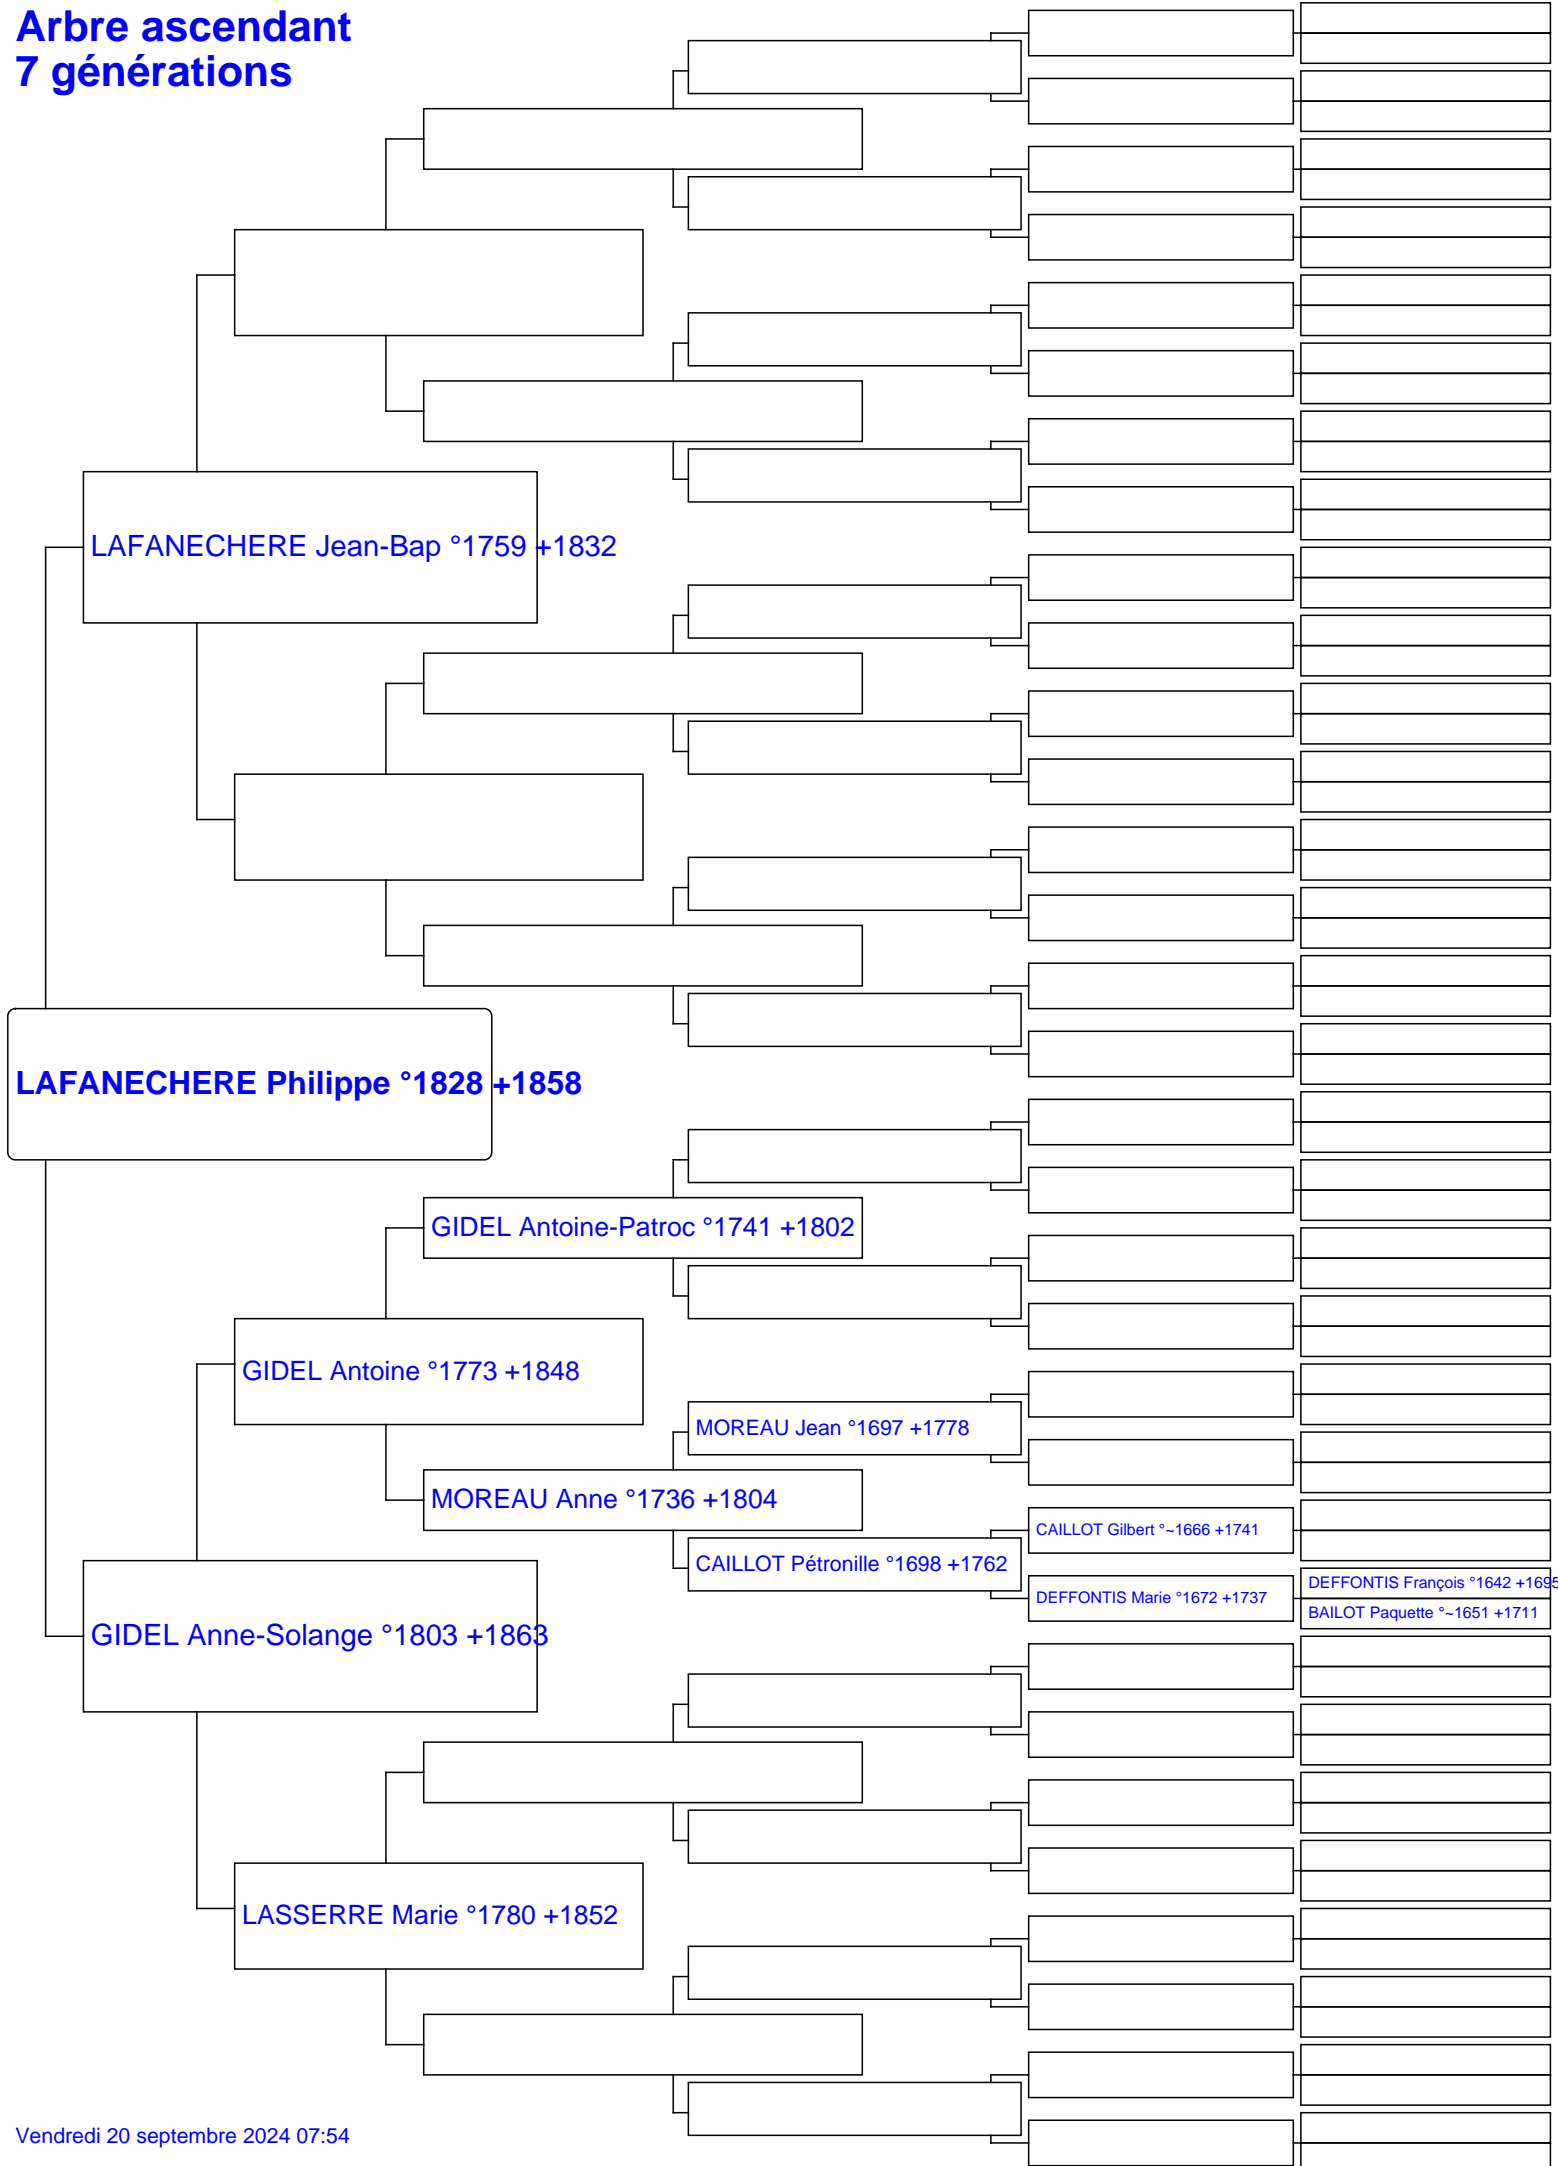 Arbre ascendant
7 générations
LAFANECHERE Jean-Bap °1759 +1832
LAFANECHERE Philippe °1828 +1858
GIDEL Antoine-Patroc °1741 +1802
GIDEL Antoine °1773 +1848
MOREAU Jean °1697 +1778
MOREAU Anne °1736 +1804
CAILLOT Gilbert °~1666 +1741
CAILLOT Pétronille °1698 +1762
DEFFONTIS François °1642 +1695
DEFFONTIS Marie °1672 +1737
BAILOT Paquette °~1651 +1711
GIDEL Anne-Solange °1803 +1863
LASSERRE Marie °1780 +1852
Vendredi 20 septembre 2024 07:54